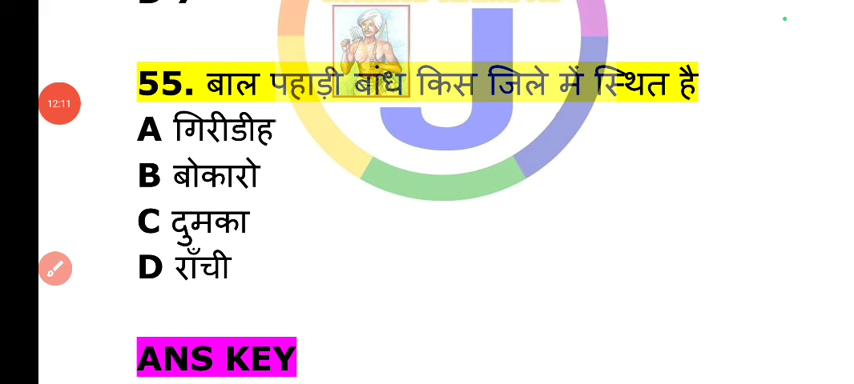 55. बाल पहाड़ी बांध किस जिले में स्थित है
A गिरीडीह
B बोकारो
C दुमका
D राँची
ANS KEY
12:11
J